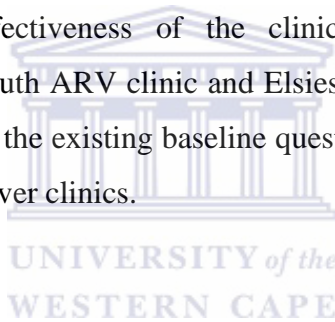 fectiveness of the clinic
outh ARV clinic and Elsies
the existing baseline quest
ver clinics.
UNIVERSITY of the
WESTERN CAPE